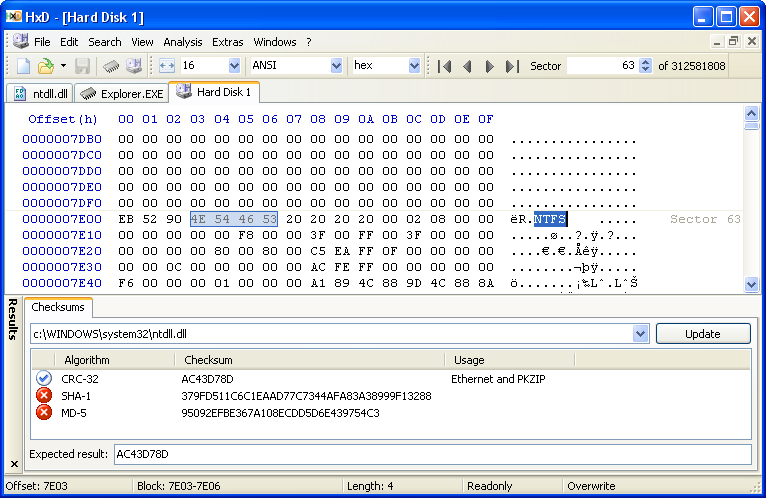 HxD - [Hard Disk 1]
File Edit Search View Analysis Extras Windows ?
16 ANSI hex Sector 63 of 312581808
ntdll.dll Explorer.EXE Hard Disk 1
Offset(h) 00 01 02 03 04 05 06 07 08 09 0A 0B 0C 0D 0E 0F
0000007DB0 00 00 00 00 00 00 00 00 00 00 00 00 00 00 00 00 ................
0000007DC0 00 00 00 00 00 00 00 00 00 00 00 00 00 00 00 00 ................
0000007DD0 00 00 00 00 00 00 00 00 00 00 00 00 00 00 00 00 ................
0000007DE0 00 00 00 00 00 00 00 00 00 00 00 00 00 00 00 00 ................
0000007DF0 00 00 00 00 00 00 00 00 00 00 00 00 00 00 00 00 ................
0000007E00 EB 52 90 4E 54 46 53 20 20 20 20 00 02 08 00 00 ëR.NTFS    ..... Sector 63
0000007E10 00 00 00 00 00 F8 00 00 3F 00 FF 00 3F 00 00 00 .....ø..?.ÿ.?...
0000007E20 00 00 00 00 80 00 80 00 C5 EA FF 0F 00 00 00 00 ....€.€.Åêÿ.....
0000007E30 00 00 0C 00 00 00 00 00 AC FE FF 00 00 00 00 00 ........¬þÿ.....
0000007E40 F6 00 00 00 01 00 00 00 A1 89 4C 88 9D 4C 88 8A ö.......¡‰Lˆ.LˆŠ
Results
Checksums
c:\WINDOWS\system32\ntdll.dll Update
Algorithm Checksum Usage
CRC-32 AC43D78D Ethernet and PKZIP
SHA-1 379FD511C6C1EAAD77C7344AFA83A38999F13288
MD-5 95092EFBE367A108ECDD5D6E439754C3
Expected result: AC43D78D
Offset: 7E03 Block: 7E03-7E06 Length: 4 Readonly Overwrite